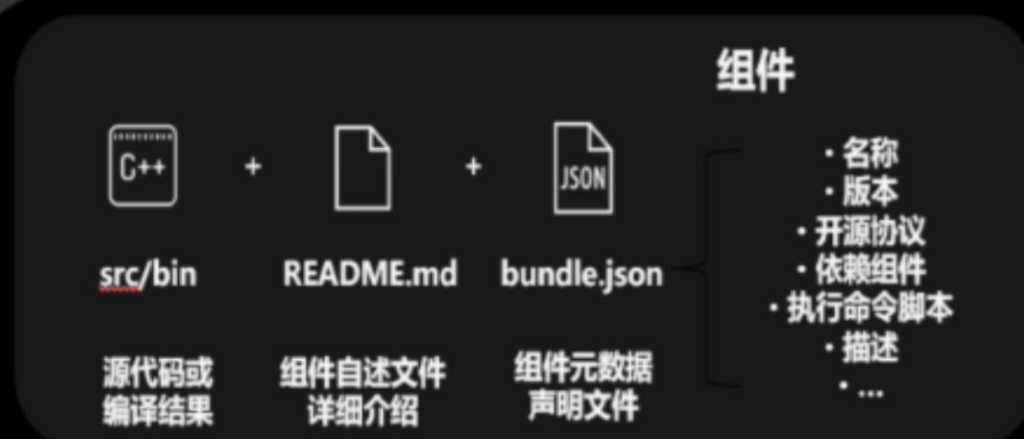 组件
C++
+
+
JSON
src/bin
README.md
bundle.json
源代码或
编译结果
组件自述文件
详细介绍
组件元数据
声明文件
· 名称
· 版本
· 开源协议
· 依赖组件
· 执行命令脚本
· 描述
· ...